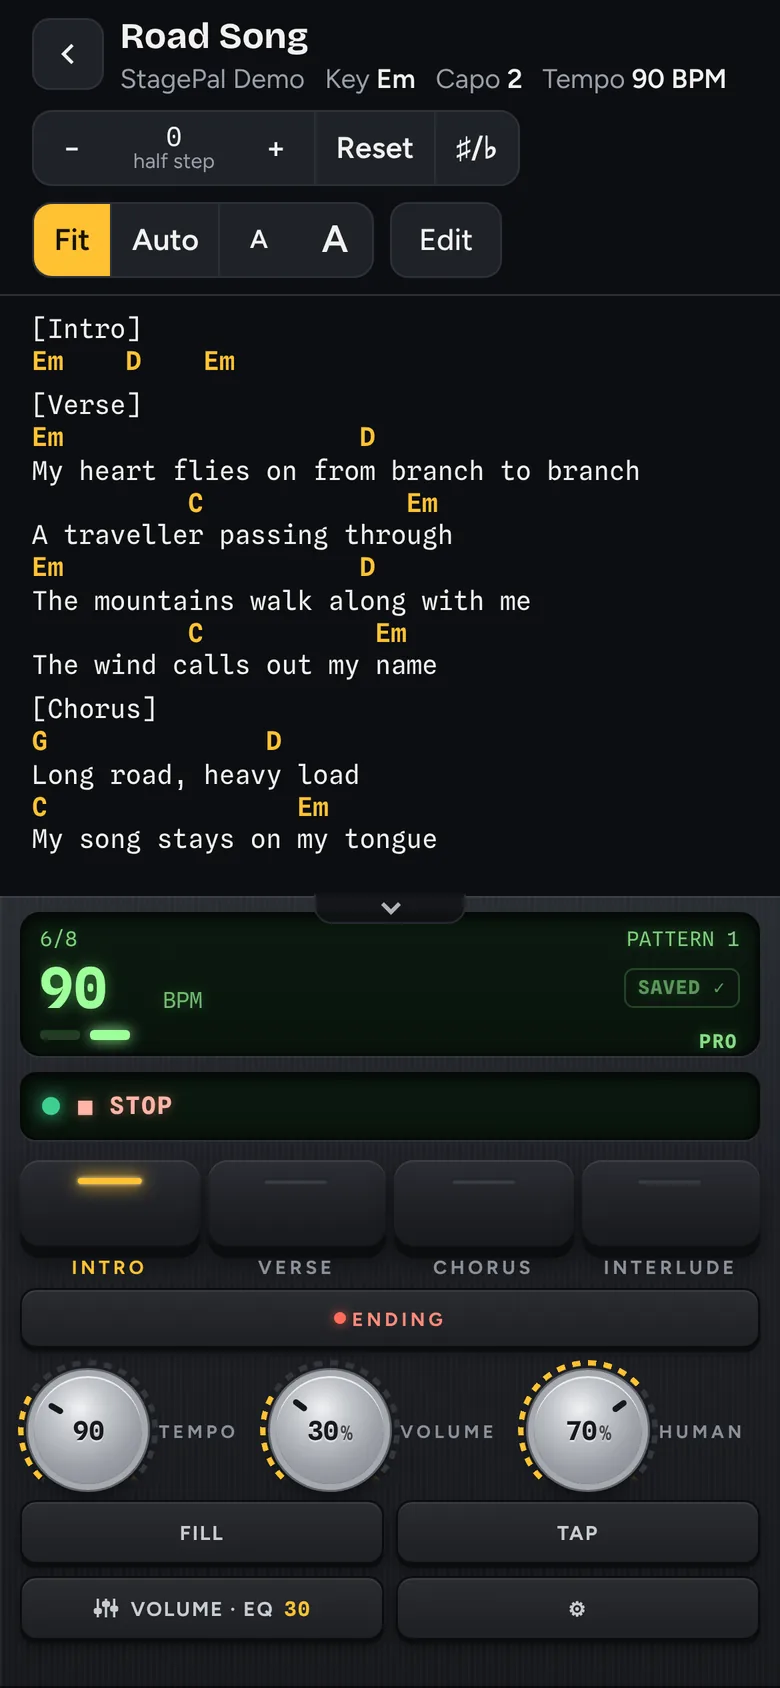 Road Song
StagePal Demo Key Em Capo 2 Tempo 90 BPM
- 0 half step + Reset ♯/♭
Fit Auto A A Edit
[Intro]
Em    D    Em
[Verse]
Em                   D
My heart flies on from branch to branch
          C             Em
A traveller passing through
Em                   D
The mountains walk along with me
          C           Em
The wind calls out my name
[Chorus]
G              D
Long road, heavy load
C                Em
My song stays on my tongue
6/8 PATTERN 1
90 BPM SAVED ✓
PRO
■ STOP
INTRO VERSE CHORUS INTERLUDE
ENDING
90 TEMPO 30% VOLUME 70% HUMAN
FILL TAP
VOLUME · EQ 30 ⚙